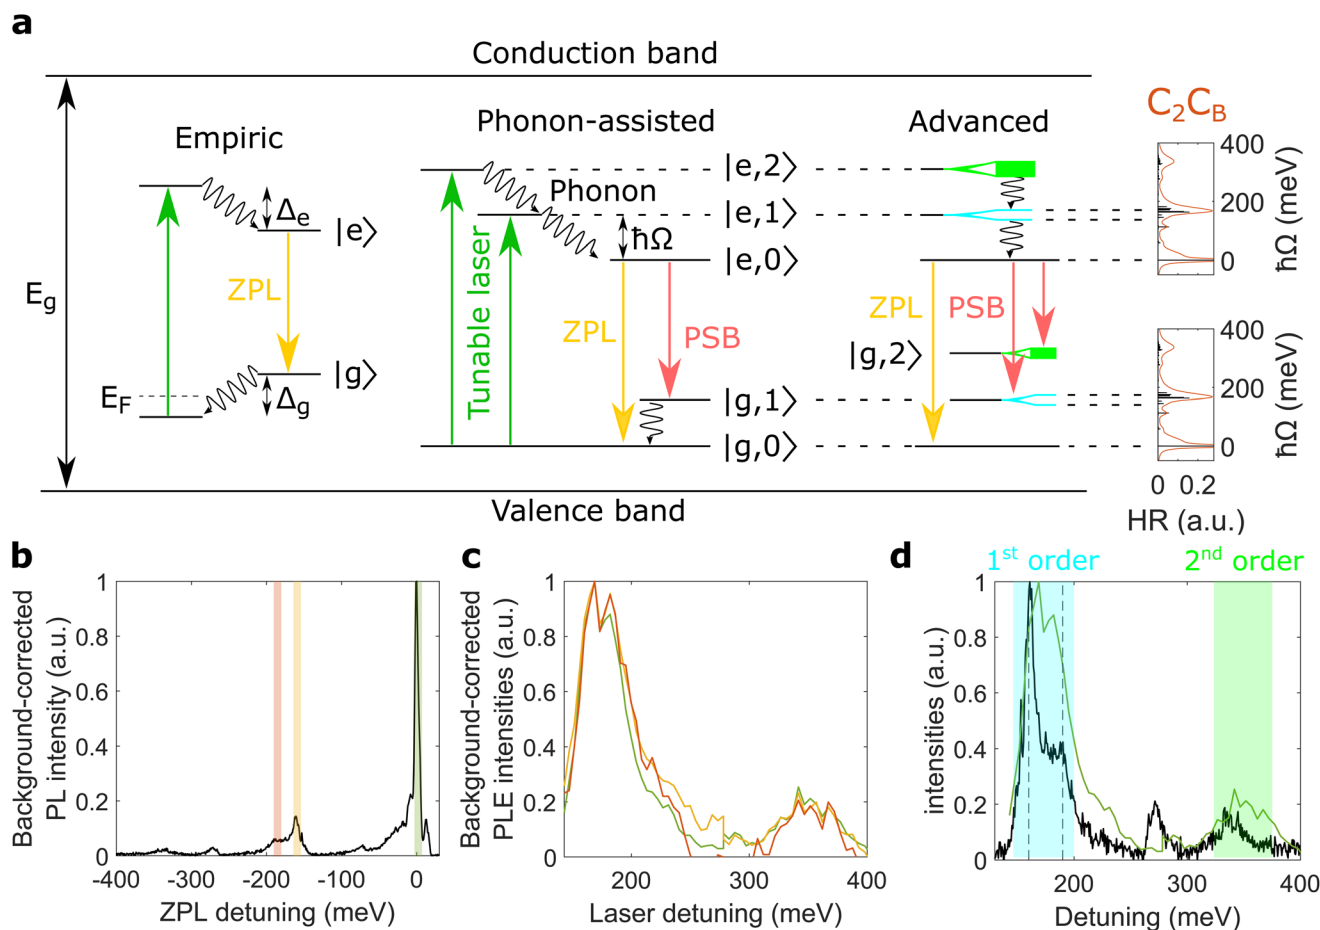 a
Conduction band
Empiric
Phonon-assisted
Advanced
C₂C_B
|e,2⟩
Phonon
Δe
|e⟩
|e,1⟩
ħΩ
|e,0⟩
Eg
ZPL
Tunable laser
ZPL
PSB
ZPL
PSB
|g⟩
E_F
Δg
|g,2⟩
|g,1⟩
|g,0⟩
400
200
0
ħΩ (meV)
400
200
0
ħΩ (meV)
0 0.2
HR (a.u.)
Valence band
b
Background-corrected
PL intensity (a.u.)
1
0.8
0.6
0.4
0.2
0
-400 -300 -200 -100 0
ZPL detuning (meV)
c
Background-corrected
PLE intensities (a.u.)
1
0.8
0.6
0.4
0.2
0
200 300 400
Laser detuning (meV)
d
1st order
2nd order
intensities (a.u.)
1
0.8
0.6
0.4
0.2
0
200 300 400
Detuning (meV)